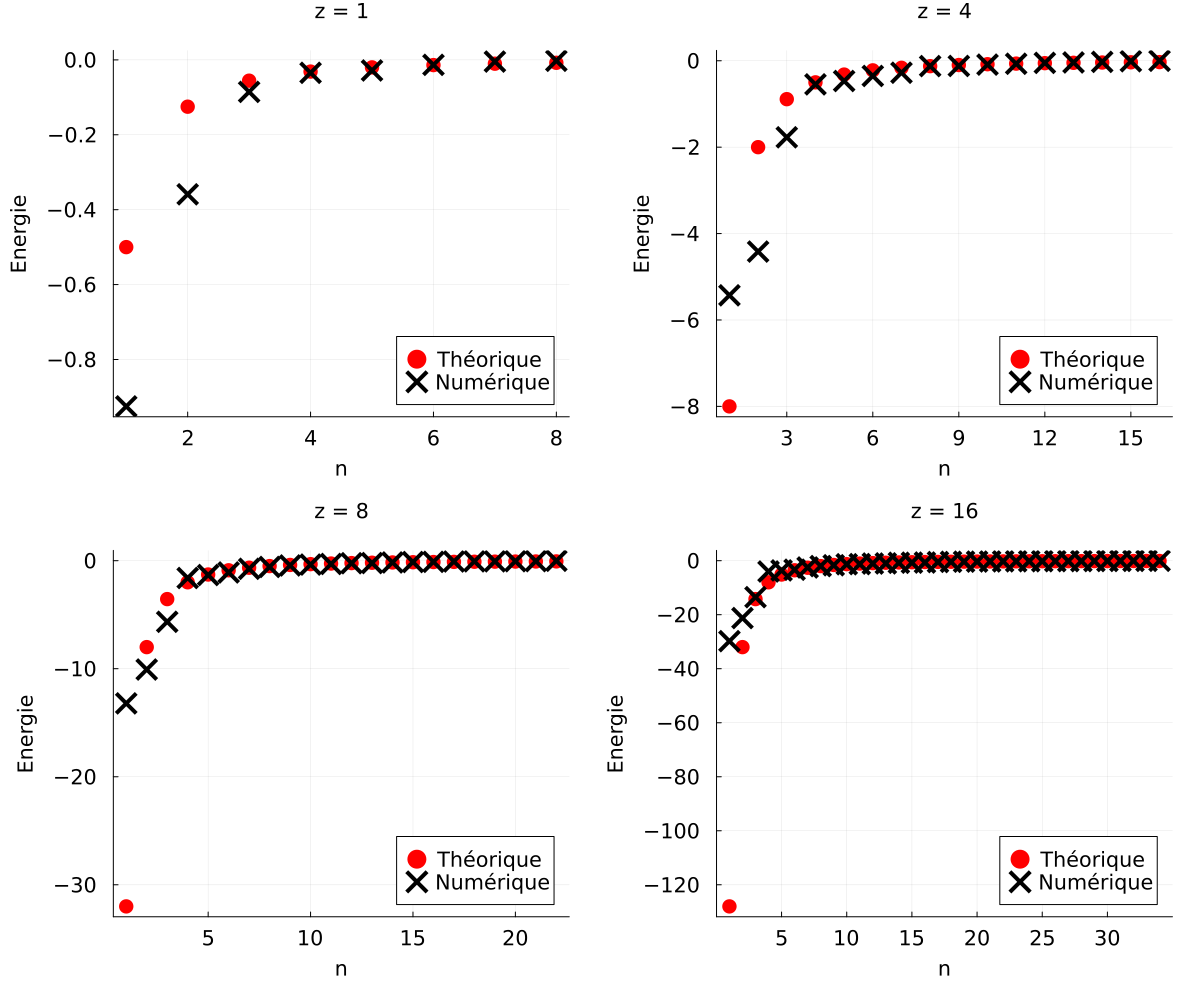 z = 1
0.0
−0.2
−0.4
−0.6
−0.8
Energie
Théorique
Numérique
2 4 6 8
n
z = 4
0
−2
−4
−6
−8
Energie
Théorique
Numérique
3 6 9 12 15
n
z = 8
0
−10
−20
−30
Energie
Théorique
Numérique
5 10 15 20
n
z = 16
0
−20
−40
−60
−80
−100
−120
Energie
Théorique
Numérique
5 10 15 20 25 30
n